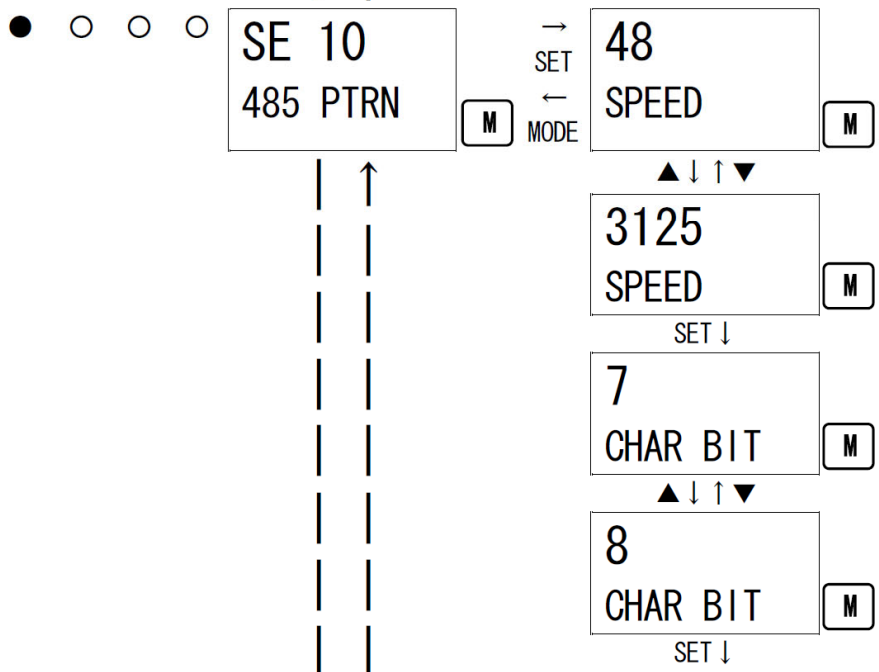 ● ○ ○ ○
SE 10
485 PTRN
M
→
SET
←
MODE
48
SPEED
M
▲↓↑▼
3125
SPEED
M
SET↓
7
CHAR BIT
M
▲↓↑▼
8
CHAR BIT
M
SET↓